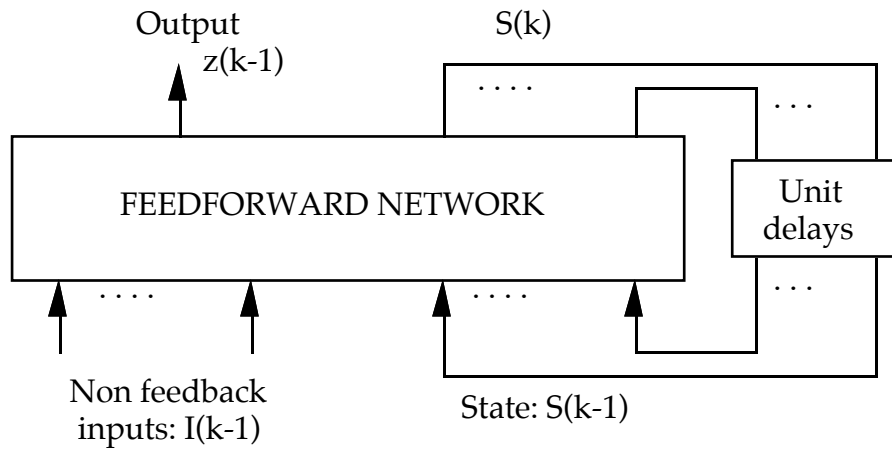 Output
z(k-1)
S(k)
. . . .
. . .
FEEDFORWARD NETWORK
Unit
delays
. . . .
. . . .
. . .
Non feedback
inputs: I(k-1)
State: S(k-1)